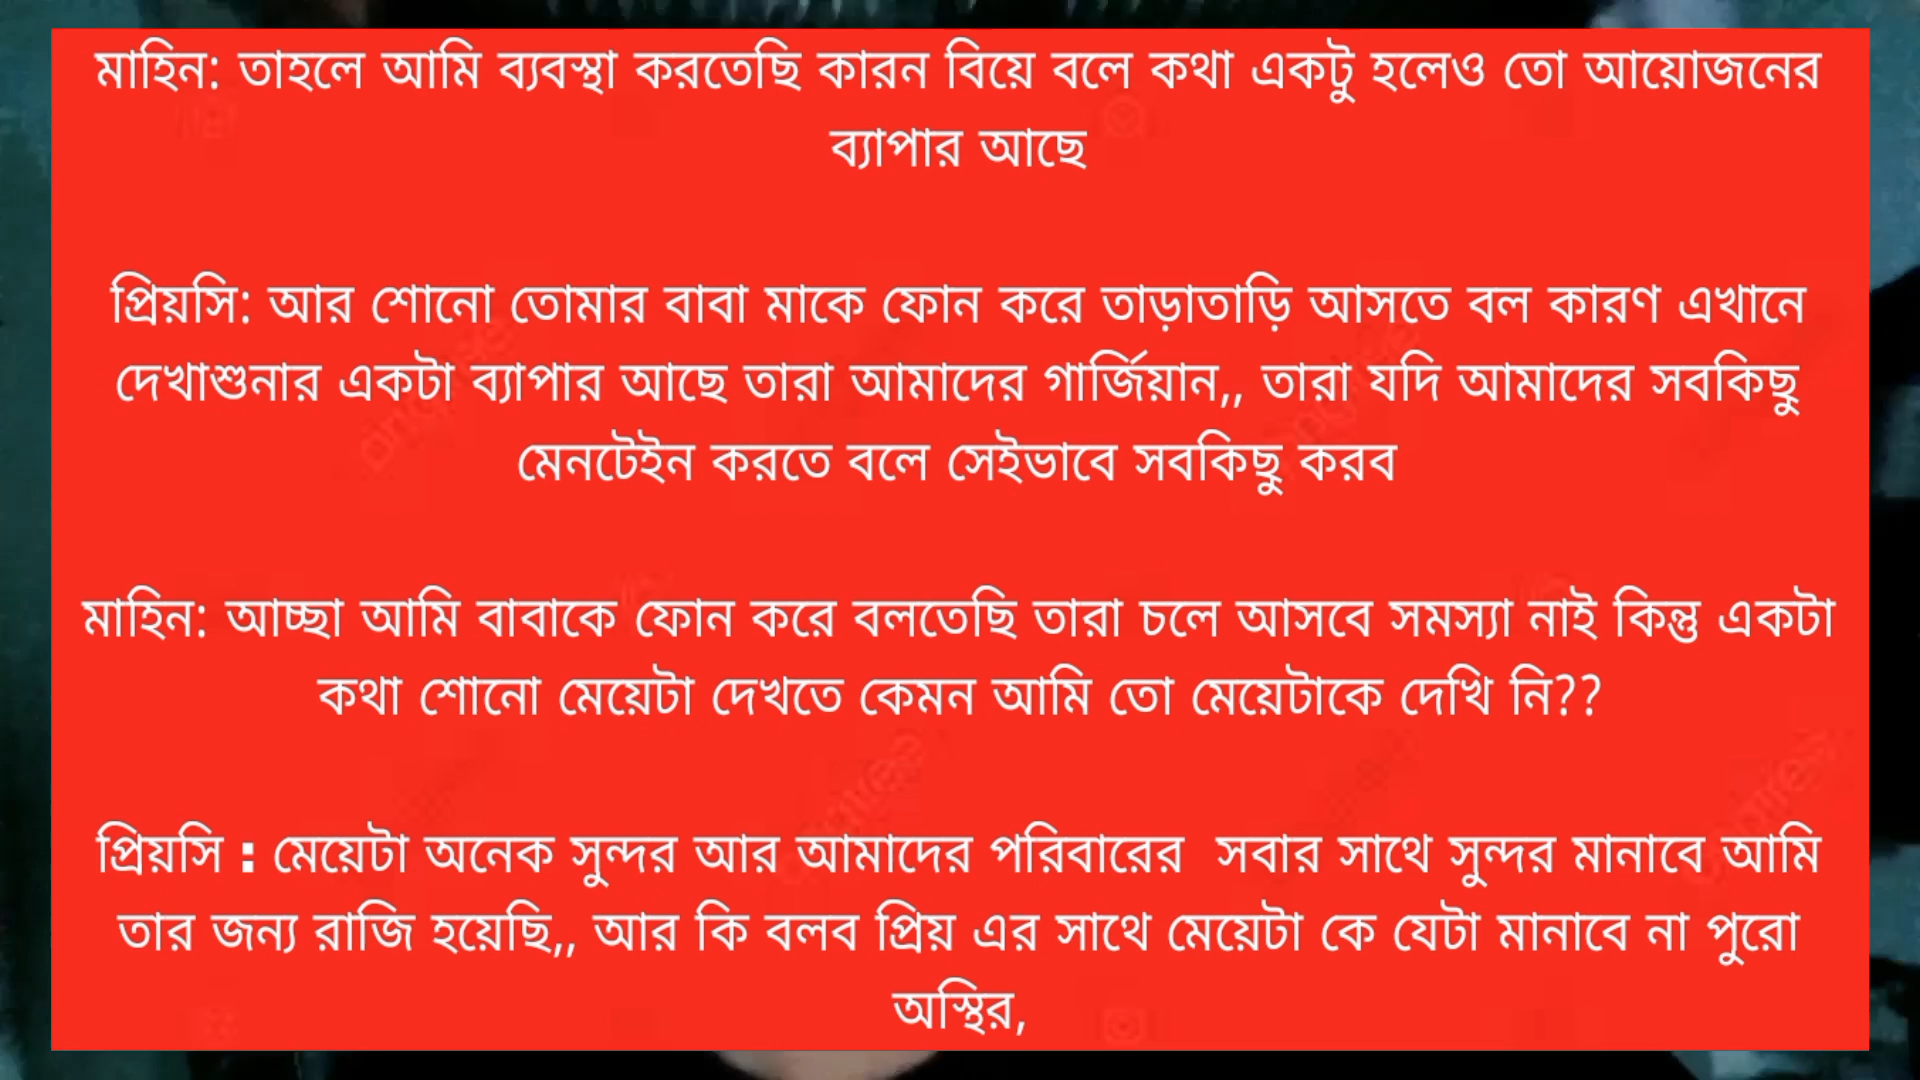 মাহিন: তাহলে আমি ব্যবস্থা করতেছি কারন বিয়ে বলে কথা একটু হলেও তো আয়োজনের
ব্যাপার আছে
প্রিয়সি: আর শোনো তোমার বাবা মাকে ফোন করে তাড়াতাড়ি আসতে বল কারণ এখানে
দেখাশুনার একটা ব্যাপার আছে তারা আমাদের গার্জিয়ান,, তারা যদি আমাদের সবকিছু
মেনটেইন করতে বলে সেইভাবে সবকিছু করব
মাহিন: আচ্ছা আমি বাবাকে ফোন করে বলতেছি তারা চলে আসবে সমস্যা নাই কিন্তু একটা
কথা শোনো মেয়েটা দেখতে কেমন আমি তো মেয়েটাকে দেখি নি??
প্রিয়সি : মেয়েটা অনেক সুন্দর আর আমাদের পরিবারের সবার সাথে সুন্দর মানাবে আমি
তার জন্য রাজি হয়েছি,, আর কি বলব প্রিয় এর সাথে মেয়েটা কে যেটা মানাবে না পুরো
অস্থির,